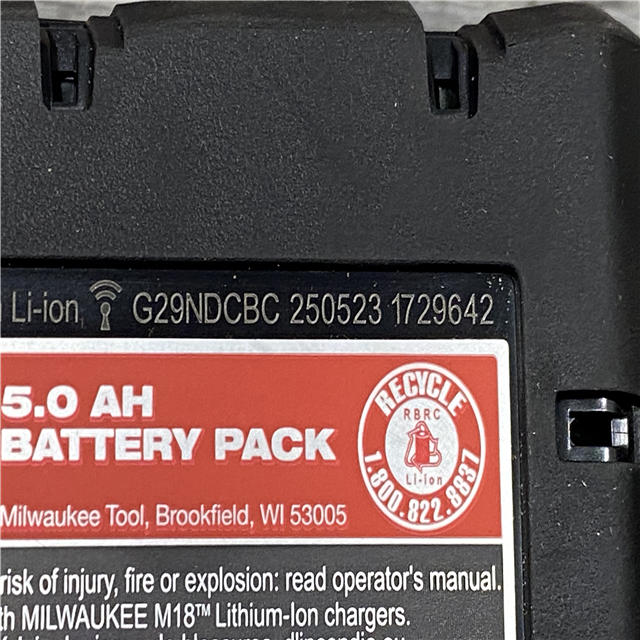 Li-ion G29NDCBC 250523 1729642
5.0 AH
BATTERY PACK
RECYCLE
RBRC
Li-ion
1.800.822.8837
Milwaukee Tool, Brookfield, WI 53005
risk of injury, fire or explosion: read operator's manual.
th MILWAUKEE M18™ Lithium-Ion chargers.